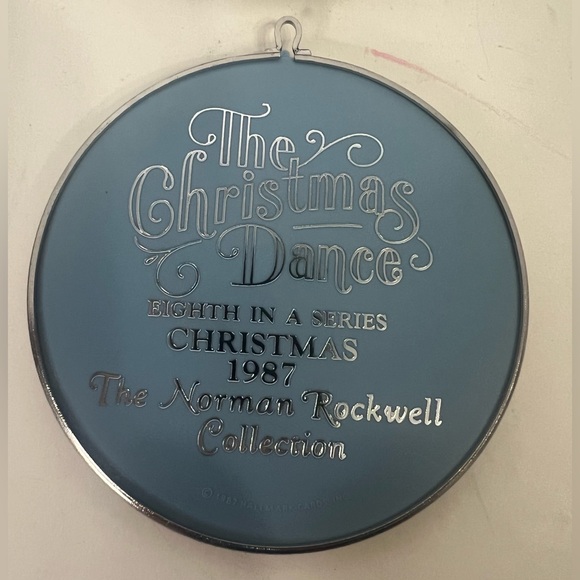 The
Christmas
Dance
EIGHTH IN A SERIES
CHRISTMAS
1987
The Norman Rockwell
Collection